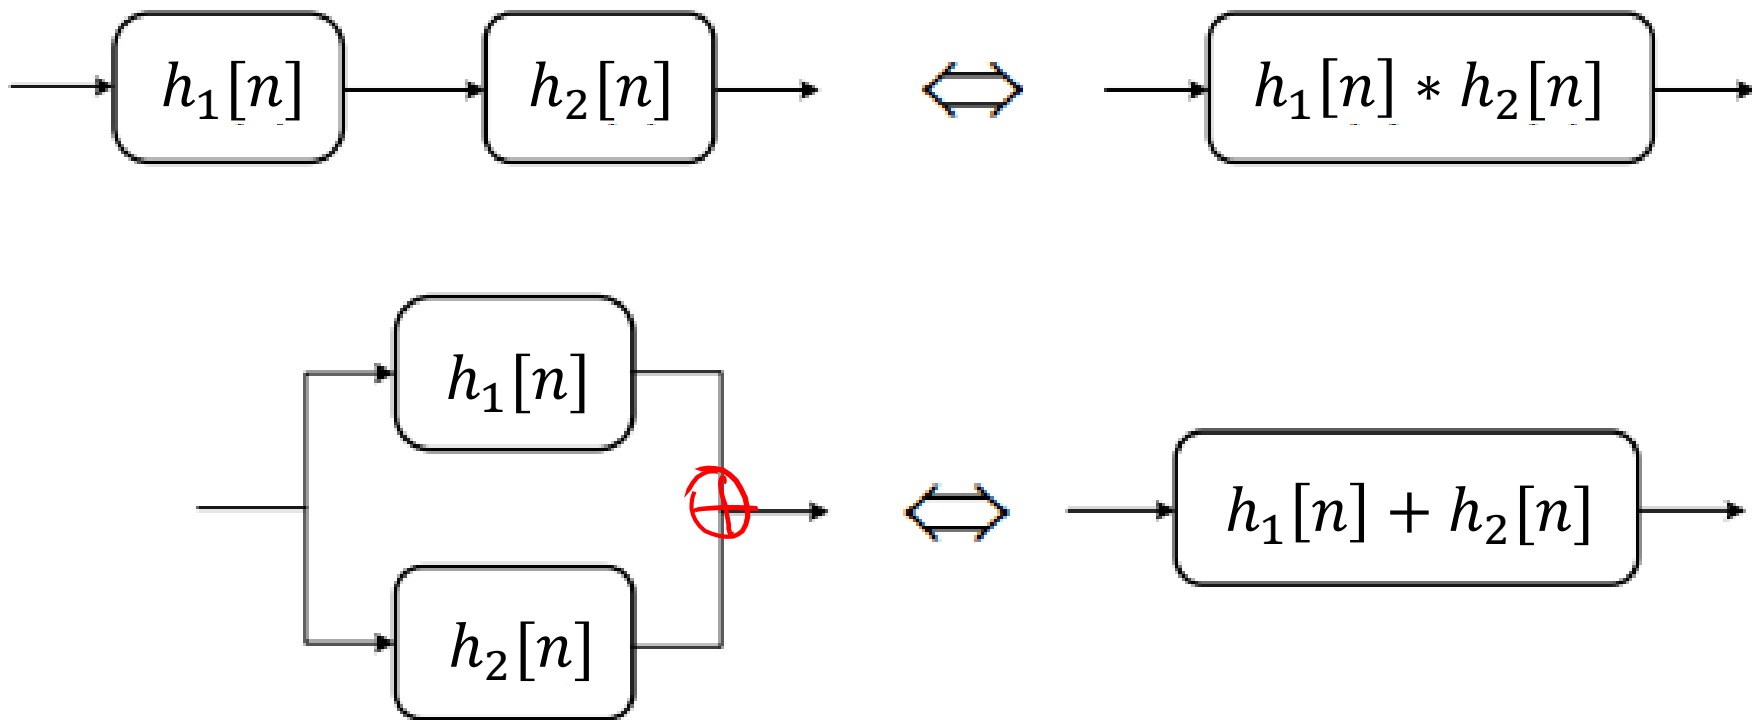 h₁[n] h₂[n] h₁[n] ∗ h₂[n]
h₁[n]
h₁[n] + h₂[n]
h₂[n]